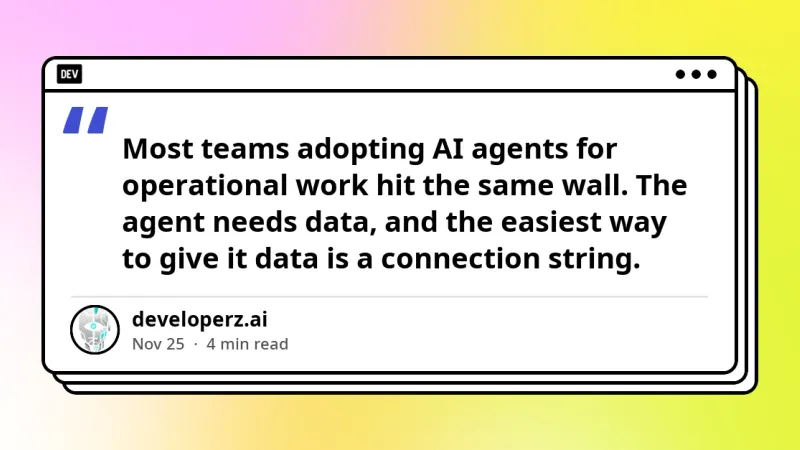 DEV
“
Most teams adopting AI agents for
operational work hit the same wall. The
agent needs data, and the easiest way
to give it data is a connection string.
developerz.ai
Nov 25 · 4 min read